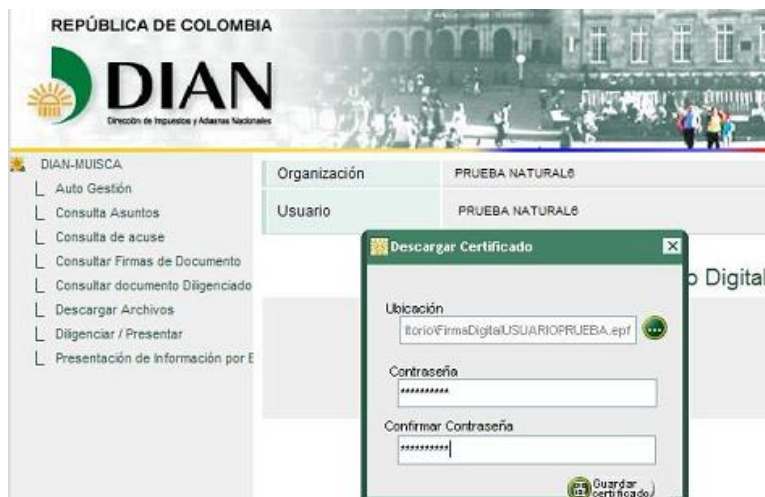 REPÚBLICA DE COLOMBIA
DIAN
Dirección de Impuestos y Aduanas Nacionales
DIAN-MUISCA
Auto Gestión
Consulta Asuntos
Consulta de acuse
Consultar Firmas de Documento
Consultar documento Diligenciado
Descargar Archivos
Diligenciar / Presentar
Presentación de Información por E
Organización PRUEBA NATURAL6
Usuario PRUEBA NATURAL6
Descargar Certificado
o Digital
Ubicación
itorio\FirmaDigitalUSUARIOPRUEBA.epf
...
Contraseña
**********
Confirmar Contraseña
**********
Guardar
certificado